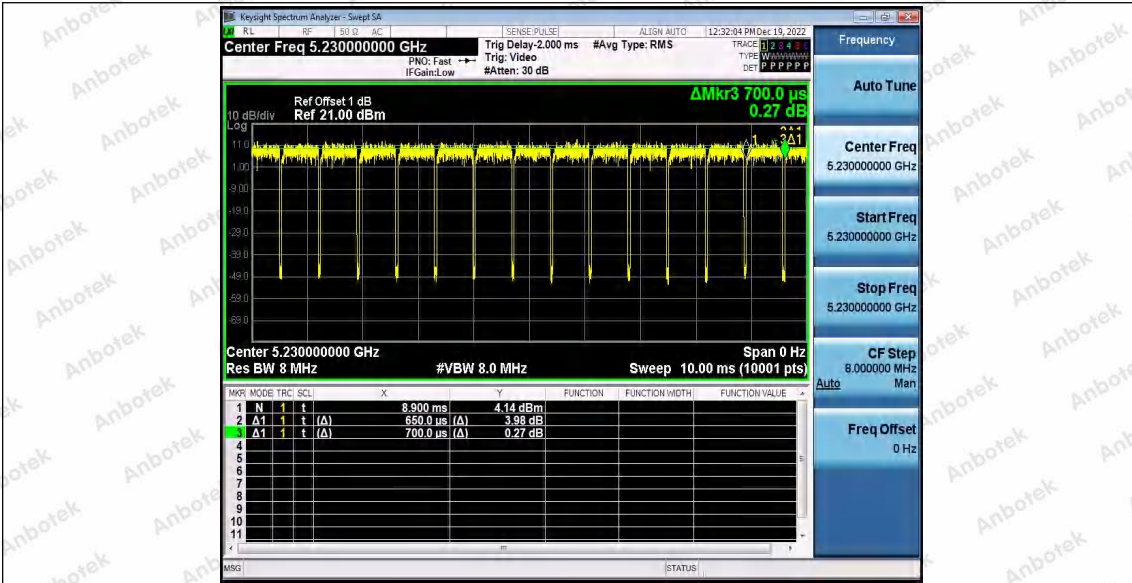 Keysight Spectrum Analyzer - Swept SA
RL RF 50 Ω AC SENSE:PULSE ALIGN AUTO 12:32:04 PM Dec 19, 2022
Center Freq 5.230000000 GHz
PNO: Fast
IFGain:Low
Trig Delay-2.000 ms
Trig: Video
#Atten: 30 dB
#Avg Type: RMS
TRACE 1 2 3 4 5 6
TYPE W
DET P P P P P P
Ref Offset 1 dB
10 dB/div Ref 21.00 dBm
Log
ΔMkr3 700.0 µs
0.27 dB
11.0
1.00
-9.00
-19.0
-29.0
-39.0
-49.0
-59.0
-69.0
1
3Δ1
Center 5.230000000 GHz Span 0 Hz
Res BW 8 MHz #VBW 8.0 MHz Sweep 10.00 ms (10001 pts)
MKR MODE TRC SCL X Y FUNCTION FUNCTION WIDTH FUNCTION VALUE
1 N 1 t 8.900 ms 4.14 dBm
2 Δ1 1 t (Δ) 650.0 µs (Δ) 3.98 dB
3 Δ1 1 t (Δ) 700.0 µs (Δ) 0.27 dB
4
5
6
7
8
9
10
11
MSG STATUS
Frequency
Auto Tune
Center Freq
5.230000000 GHz
Start Freq
5.230000000 GHz
Stop Freq
5.230000000 GHz
CF Step
8.000000 MHz
Auto Man
Freq Offset
0 Hz
Anbotek